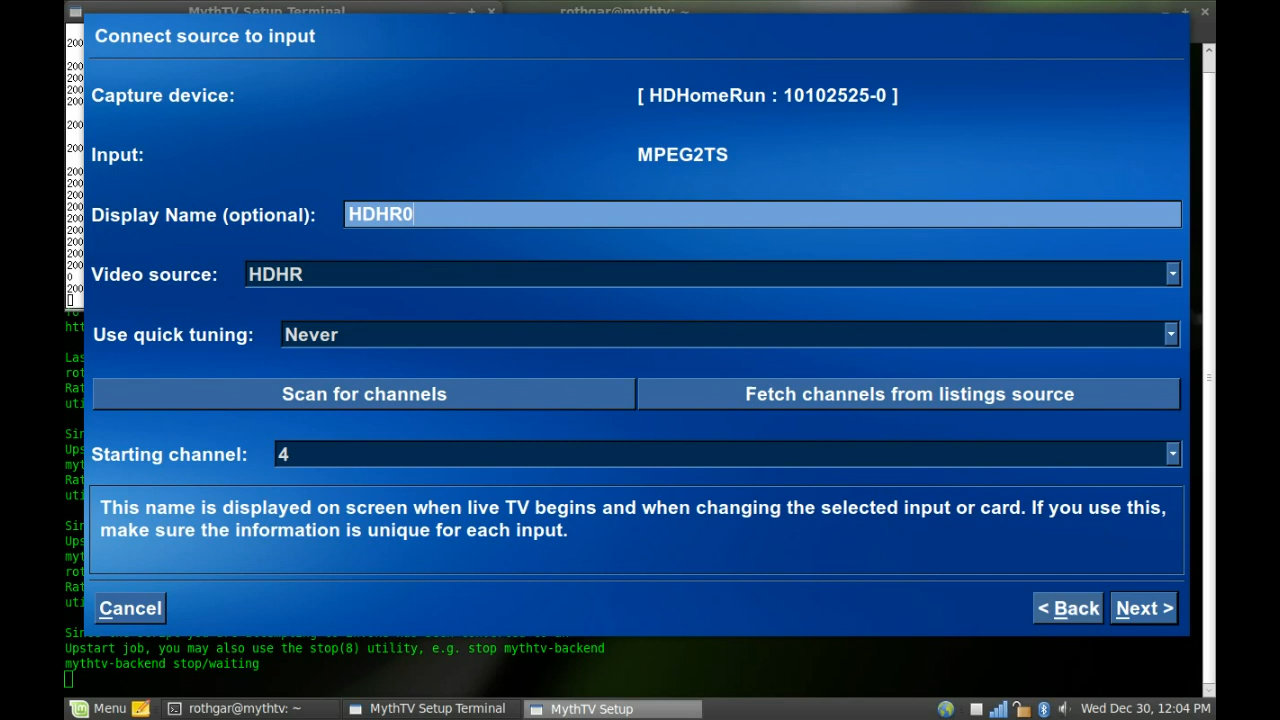 MythTV Setup Terminal
rothgar@mythtv: ~
Connect source to input
Capture device: [ HDHomeRun : 10102525-0 ]
Input: MPEG2TS
Display Name (optional): HDHR0
Video source: HDHR
Use quick tuning: Never
Scan for channels Fetch channels from listings source
Starting channel: 4
This name is displayed on screen when live TV begins and when changing the selected input or card. If you use this,
make sure the information is unique for each input.
Cancel < Back Next >
Upstart job, you may also use the stop(8) utility, e.g. stop mythtv-backend
mythtv-backend stop/waiting
Menu rothgar@mythtv: ~ MythTV Setup Terminal MythTV Setup Wed Dec 30, 12:04 PM